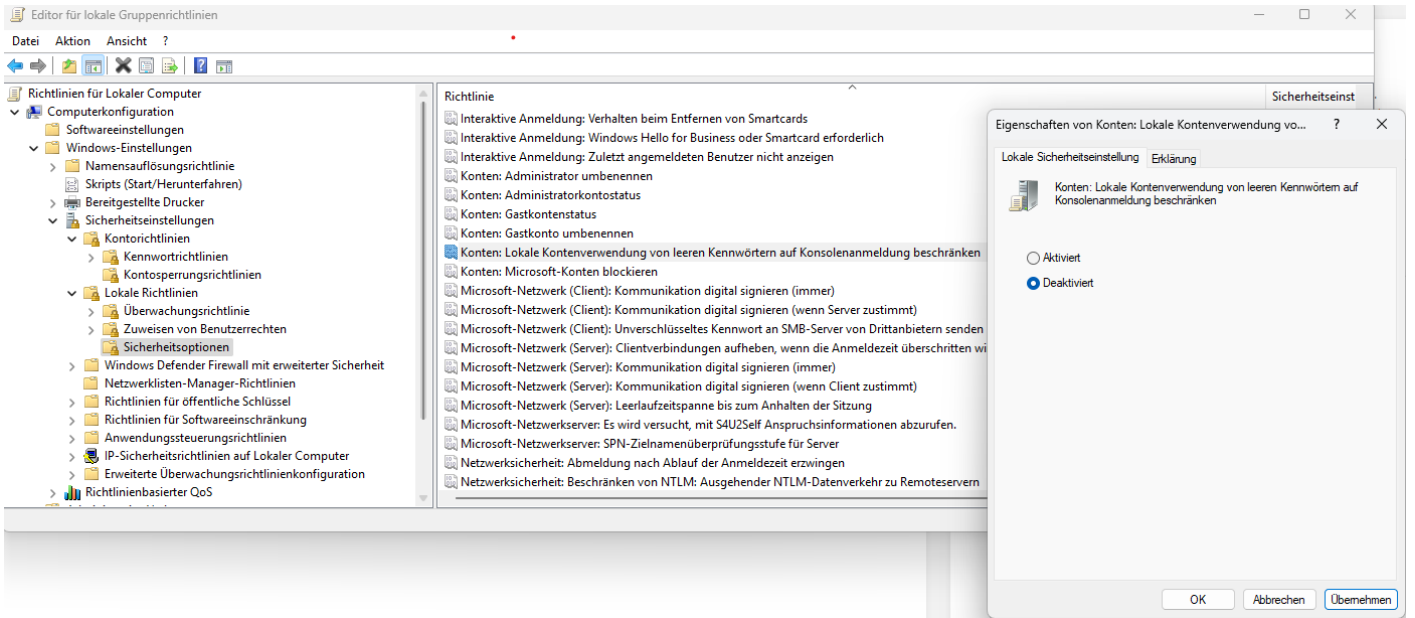 Editor für lokale Gruppenrichtlinien
Datei Aktion Ansicht ?
Richtlinien für Lokaler Computer
Computerkonfiguration
Softwareeinstellungen
Windows-Einstellungen
Namensauflösungsrichtlinie
Skripts (Start/Herunterfahren)
Bereitgestellte Drucker
Sicherheitseinstellungen
Kontorichtlinien
Kennwortrichtlinien
Kontosperrungsrichtlinien
Lokale Richtlinien
Überwachungsrichtlinie
Zuweisen von Benutzerrechten
Sicherheitsoptionen
Windows Defender Firewall mit erweiterter Sicherheit
Netzwerklisten-Manager-Richtlinien
Richtlinien für öffentliche Schlüssel
Richtlinien für Softwareeinschränkung
Anwendungssteuerungsrichtlinien
IP-Sicherheitsrichtlinien auf Lokaler Computer
Erweiterte Überwachungsrichtlinienkonfiguration
Richtlinienbasierter QoS
Richtlinie Sicherheitseinst
Interaktive Anmeldung: Verhalten beim Entfernen von Smartcards
Interaktive Anmeldung: Windows Hello for Business oder Smartcard erforderlich
Interaktive Anmeldung: Zuletzt angemeldeten Benutzer nicht anzeigen
Konten: Administrator umbenennen
Konten: Administratorkontostatus
Konten: Gastkontenstatus
Konten: Gastkonto umbenennen
Konten: Lokale Kontenverwendung von leeren Kennwörtern auf Konsolenanmeldung beschränken
Konten: Microsoft-Konten blockieren
Microsoft-Netzwerk (Client): Kommunikation digital signieren (immer)
Microsoft-Netzwerk (Client): Kommunikation digital signieren (wenn Server zustimmt)
Microsoft-Netzwerk (Client): Unverschlüsseltes Kennwort an SMB-Server von Drittanbietern senden
Microsoft-Netzwerk (Server): Clientverbindungen aufheben, wenn die Anmeldezeit überschritten wi
Microsoft-Netzwerk (Server): Kommunikation digital signieren (immer)
Microsoft-Netzwerk (Server): Kommunikation digital signieren (wenn Client zustimmt)
Microsoft-Netzwerk (Server): Leerlaufzeitspanne bis zum Anhalten der Sitzung
Microsoft-Netzwerkserver: Es wird versucht, mit S4U2Self Anspruchsinformationen abzurufen.
Microsoft-Netzwerkserver: SPN-Zielnamenüberprüfungsstufe für Server
Netzwerksicherheit: Abmeldung nach Ablauf der Anmeldezeit erzwingen
Netzwerksicherheit: Beschränken von NTLM: Ausgehender NTLM-Datenverkehr zu Remoteservern
Eigenschaften von Konten: Lokale Kontenverwendung vo... ?
Lokale Sicherheitseinstellung Erklärung
Konten: Lokale Kontenverwendung von leeren Kennwörtern auf
Konsolenanmeldung beschränken
Aktiviert
Deaktiviert
OK Abbrechen Übernehmen